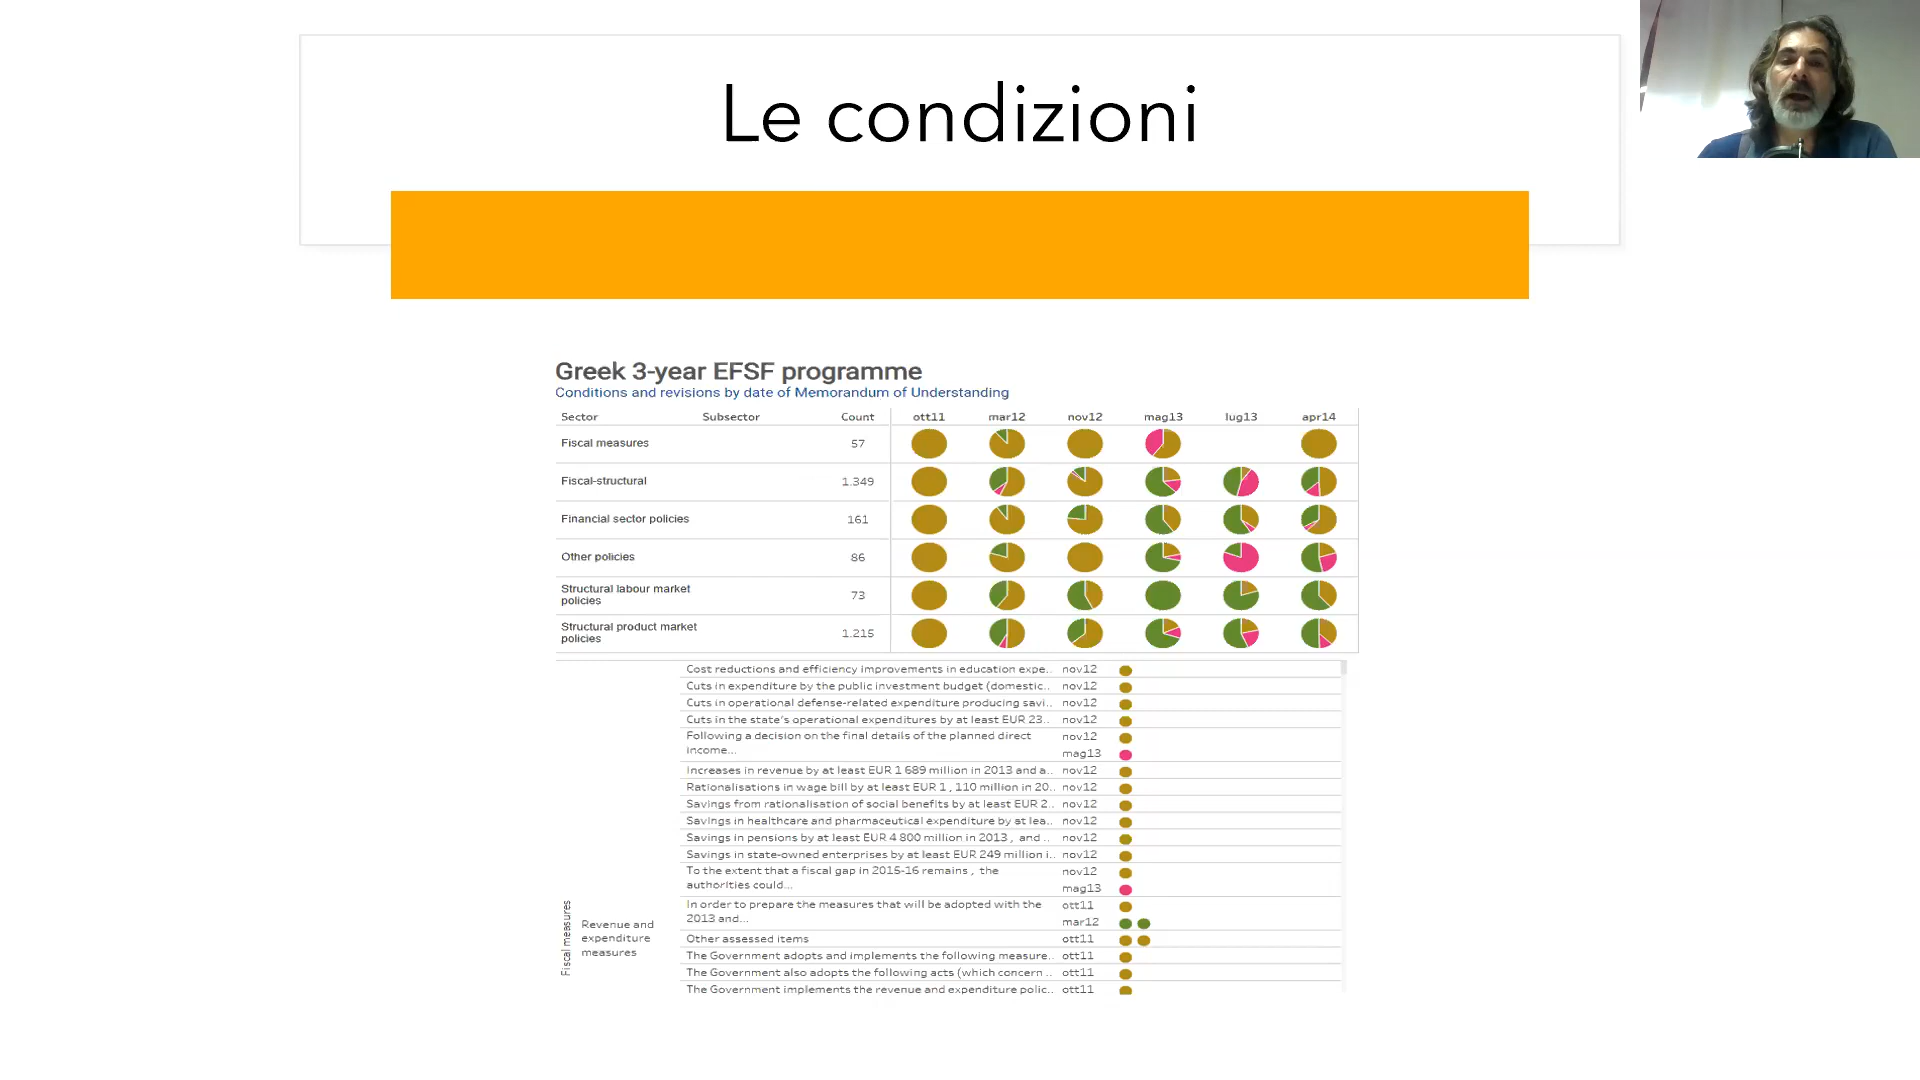 Le condizioni
Greek 3-year EFSF programme
Conditions and revisions by date of Memorandum of Understanding
Sector Subsector Count ott11 mar12 nov12 mag13 lug13 apr14
Fiscal measures 57
Fiscal-structural 1.349
Financial sector policies 161
Other policies 86
Structural labour market
policies 73
Structural product market
policies 1.215
Cost reductions and efficiency improvements in education expe.. nov12
Cuts in expenditure by the public investment budget (domestic.. nov12
Cuts in operational defense-related expenditure producing savi.. nov12
Cuts in the state's operational expenditures by at least EUR 23.. nov12
Following a decision on the final details of the planned direct nov12
income... mag13
Increases in revenue by at least EUR 1 689 million in 2013 and a.. nov12
Rationalisations in wage bill by at least EUR 1 , 110 million in 20.. nov12
Savings from rationalisation of social benefits by at least EUR 2.. nov12
Savings in healthcare and pharmaceutical expenditure by at lea.. nov12
Savings in pensions by at least EUR 4 800 million in 2013 , and .. nov12
Savings in state-owned enterprises by at least EUR 249 million i.. nov12
To the extent that a fiscal gap in 2015-16 remains , the nov12
authorities could... mag13
In order to prepare the measures that will be adopted with the ott11
2013 and... mar12
Other assessed items ott11
The Government adopts and implements the following measure.. ott11
The Government also adopts the following acts (which concern .. ott11
The Government implements the revenue and expenditure polic.. ott11
Fiscal measures
Revenue and
expenditure
measures